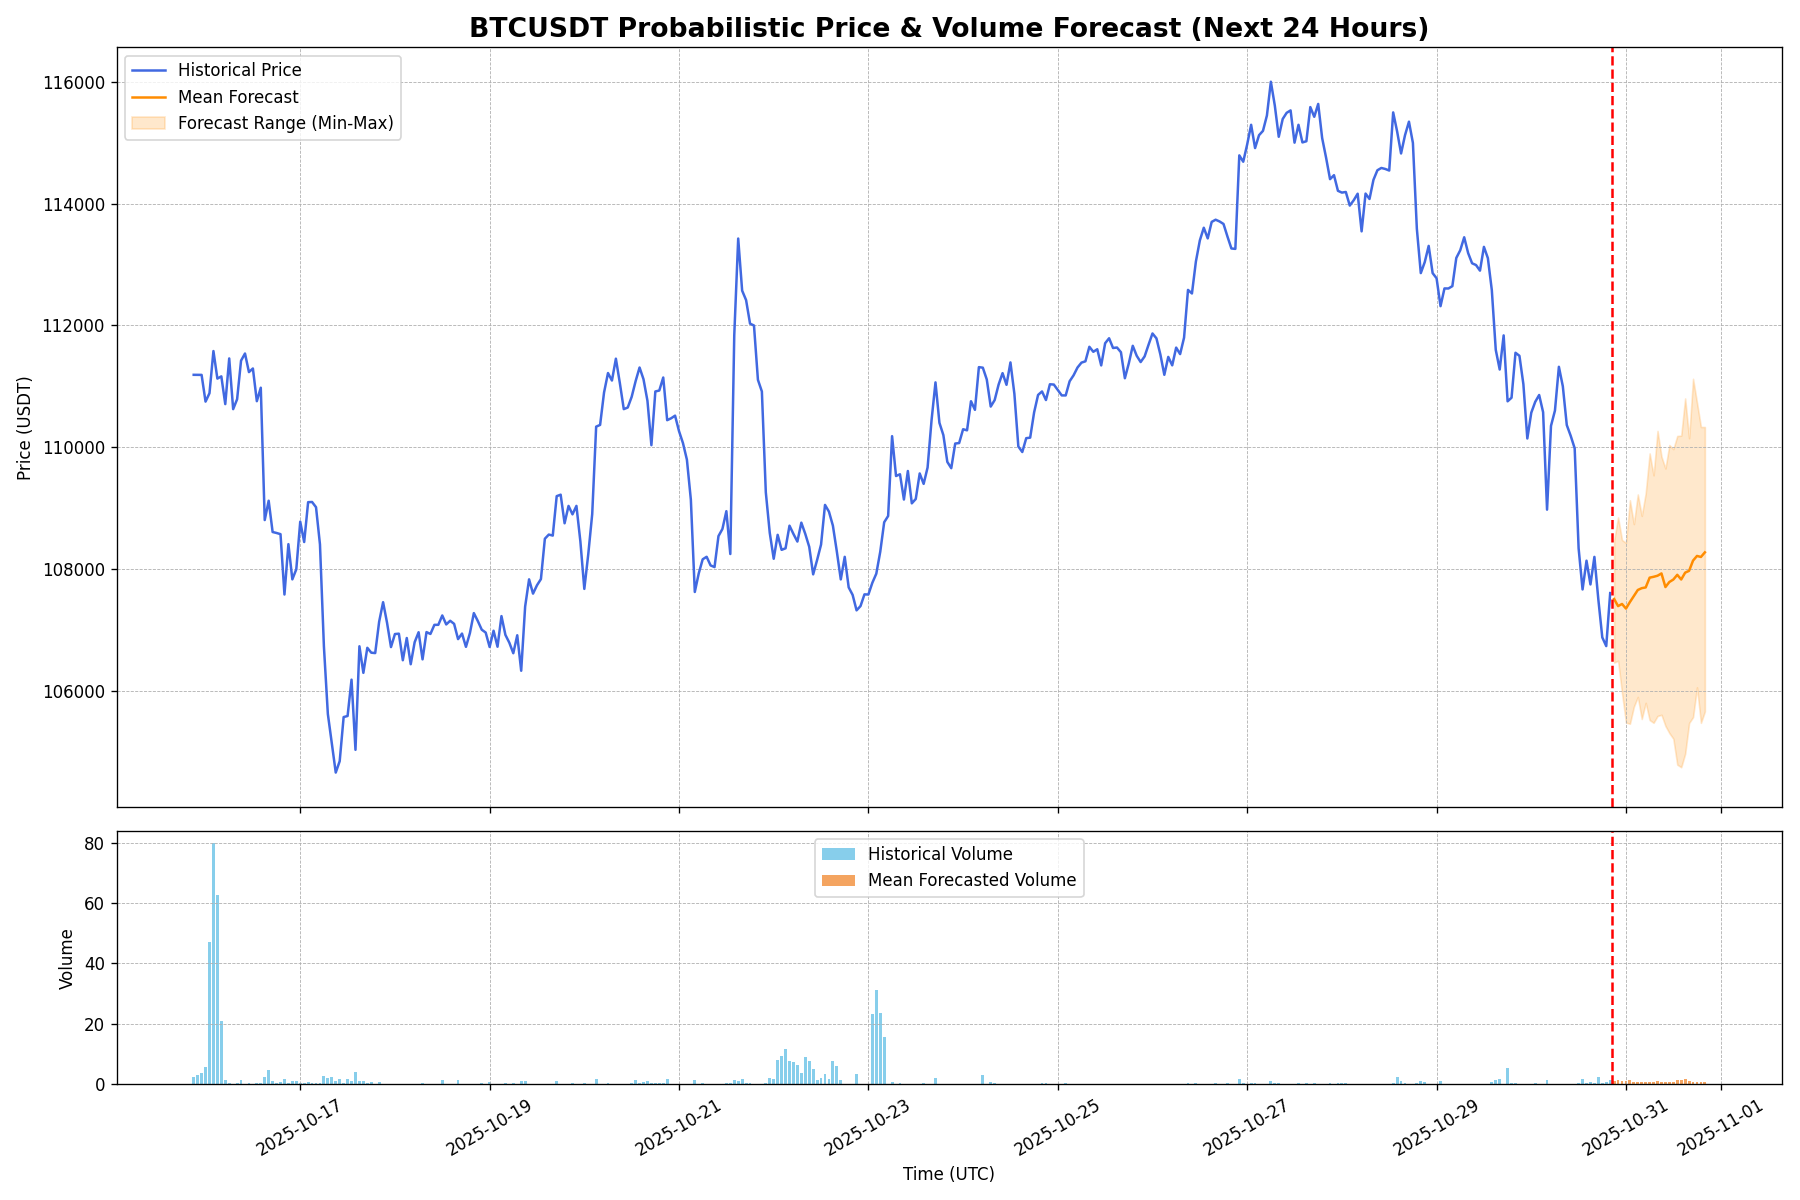 BTCUSDT Probabilistic Price & Volume Forecast (Next 24 Hours)
Historical Price
Mean Forecast
Forecast Range (Min-Max)
116000
114000
112000
110000
108000
106000
Price (USDT)
Historical Volume
Mean Forecasted Volume
80
60
40
20
0
Volume
2025-10-17
2025-10-19
2025-10-21
2025-10-23
2025-10-25
2025-10-27
2025-10-29
2025-10-31
2025-11-01
Time (UTC)